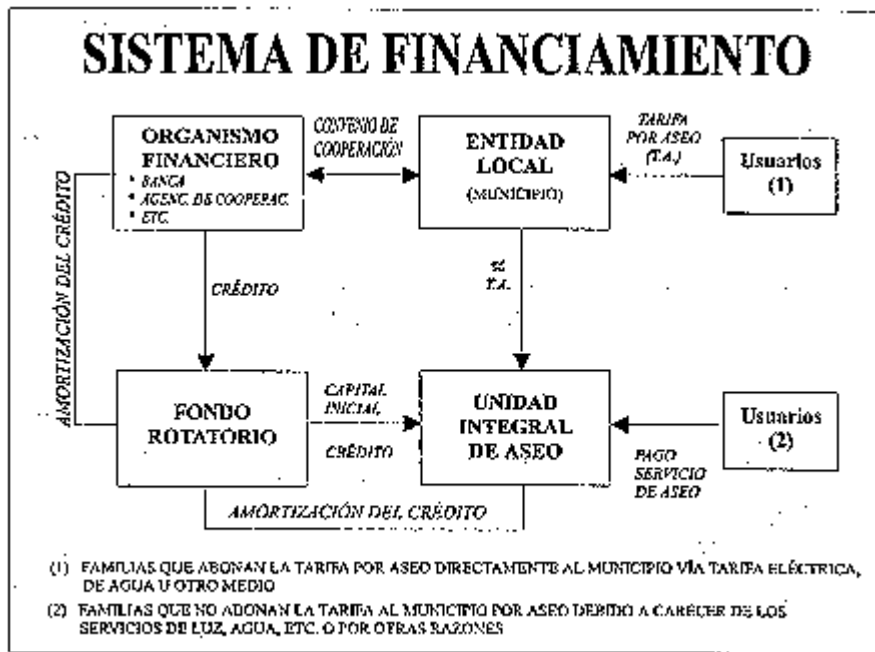 SISTEMA DE FINANCIAMIENTO
ORGANISMO
FINANCIERO
• BANCA
• AGENC. DE COOPERAC.
• ETC.
CONVENIO DE
COOPERACIÓN
ENTIDAD
LOCAL
(MUNICÍPIO)
TARIFA
POR ASEO
(T.A.)
Usuarios
(1)
AMORTIZACIÓN DEL CRÉDITO
CRÉDITO
T.A.
FONDO
ROTATÓRIO
CAPITAL
INICIAL
CRÉDITO
UNIDAD
INTEGRAL
DE ASEO
Usuarios
(2)
PAGO
SERVICIO
DE ASEO
AMORTIZACIÓN DEL CRÉDITO
(1) FAMILIAS QUE ABONAN LA TARIFA POR ASEO DIRECTAMENTE AL MUNICIPIO VÍA TARIFA ELÉCTRICA,
DE AGUA U OTRO MEDIO
(2) FAMILIAS QUE NO ABONAN LA TARIFA AL MUNICIPIO POR ASEO DEBIDO A CARECER DE LOS
SERVICIOS DE LUZ, AGUA, ETC. O POR OTRAS RAZONES